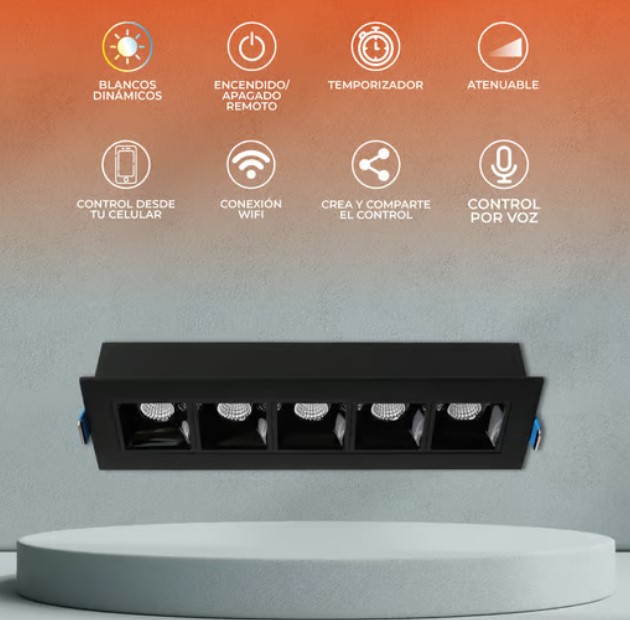 BLANCOS
DINÁMICOS
ENCENDIDO/
APAGADO
REMOTO
TEMPORIZADOR
ATENUABLE
CONTROL DESDE
TU CELULAR
CONEXIÓN
WIFI
CREA Y COMPARTE
EL CONTROL
CONTROL
POR VOZ